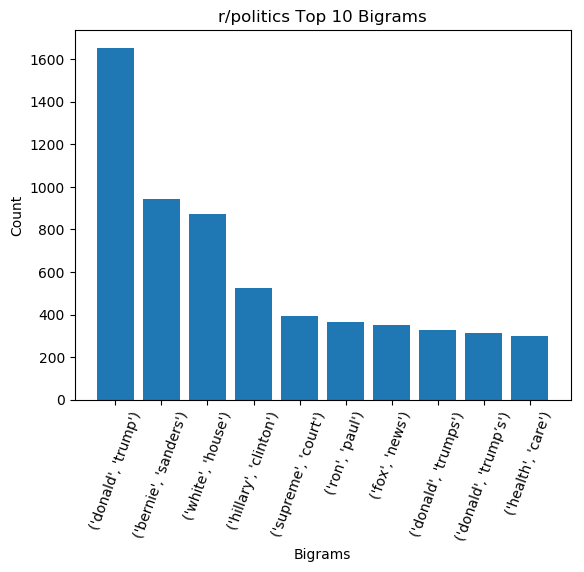 r/politics Top 10 Bigrams
Count
1600
1400
1200
1000
800
600
400
200
0
('donald', 'trump')
('bernie', 'sanders')
('white', 'house')
('hillary', 'clinton')
('supreme', 'court')
('ron', 'paul')
('fox', 'news')
('donald', 'trumps')
('donald', 'trump’s')
('health', 'care')
Bigrams